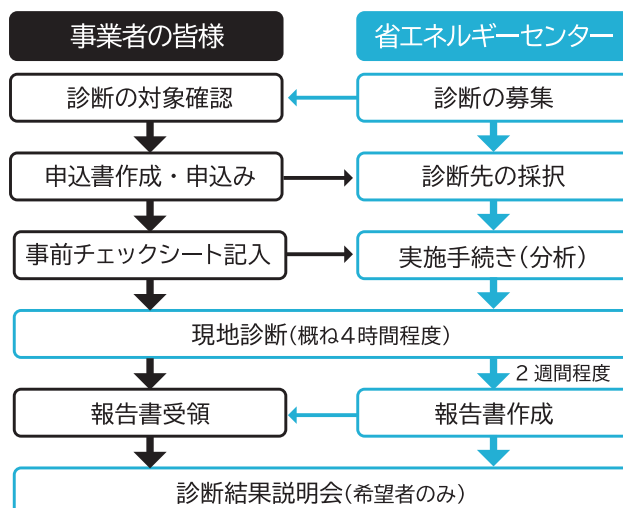 事業者の皆様
省エネルギーセンター
診断の対象確認
診断の募集
申込書作成・申込み
診断先の採択
事前チェックシート記入
実施手続き(分析)
現地診断(概ね4時間程度)
2週間程度
報告書受領
報告書作成
診断結果説明会(希望者のみ)